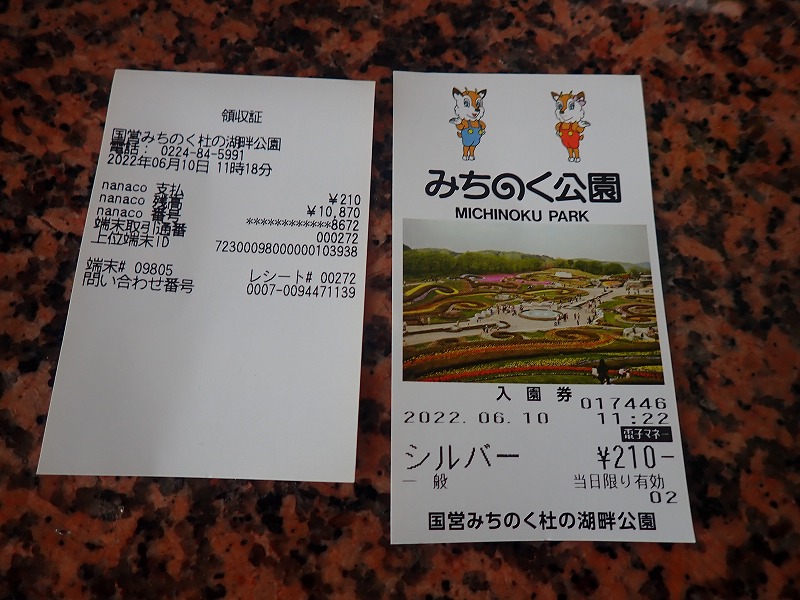 領収証
国営みちのく杜の湖畔公園
電話: 0224-84-5991
2022年06月10日 11時18分
nanaco 支払 ¥210
nanaco 残高 ¥10,870
nanaco 番号 ************8672
端末取引通番 000272
上位端末ID 72300098000000103938
端末# 09805 レシート# 00272
問い合わせ番号 0007-0094471139
みちのく公園
MICHINOKU PARK
入園券 017446
2022.06.10 11:22
電子マネー
シルバー ¥210-
一般 当日限り有効
02
国営みちのく杜の湖畔公園